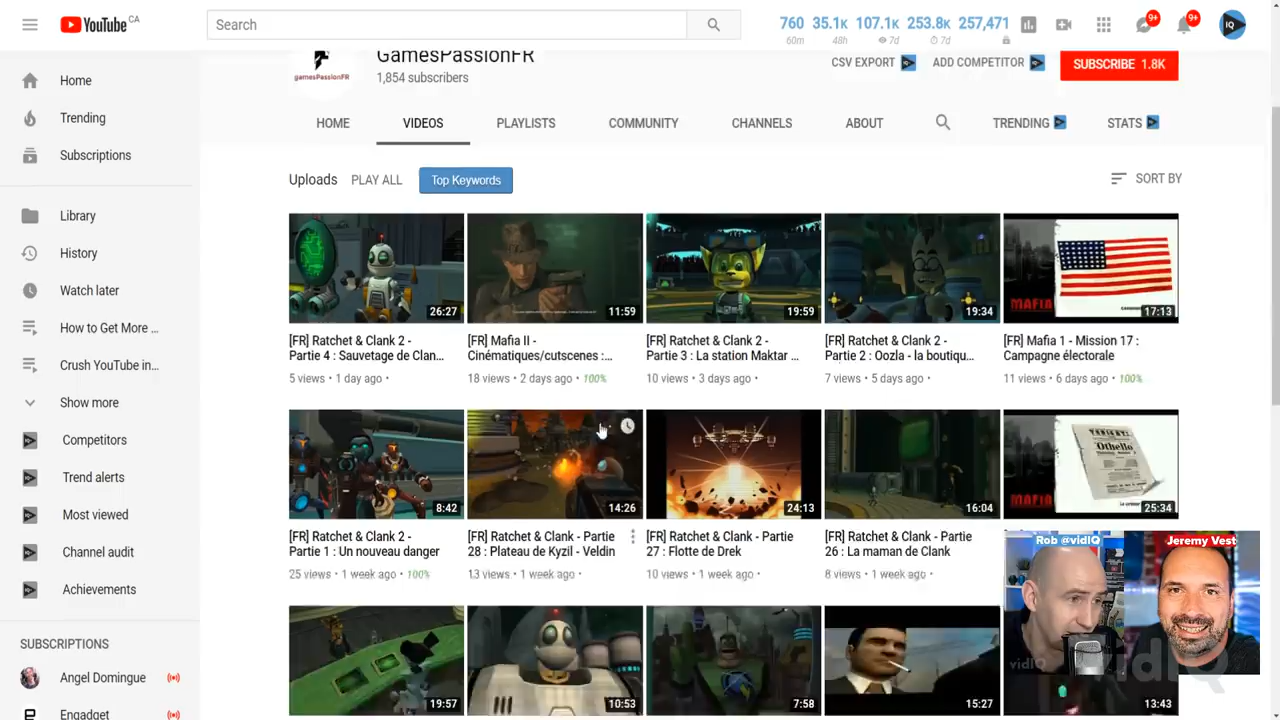 YouTube CA
Search
760 35.1K 107.1K 253.8K 257,471
60m 48h 7d 7d
9+ 9+
IQ
Home
Trending
Subscriptions
Library
History
Watch later
How to Get More ...
Crush YouTube in...
Show more
Competitors
Trend alerts
Most viewed
Channel audit
Achievements
SUBSCRIPTIONS
Angel Domingue
Engadget
gamesPassionFR
GamesPassionFR
1,854 subscribers
CSV EXPORT ADD COMPETITOR SUBSCRIBE 1.8K
HOME VIDEOS PLAYLISTS COMMUNITY CHANNELS ABOUT TRENDING STATS
Uploads PLAY ALL Top Keywords SORT BY
26:27 11:59 19:59 19:34 17:13
MAFIA
[FR] Ratchet & Clank 2 -
Partie 4 : Sauvetage de Clan...
5 views • 1 day ago •
[FR] Mafia II -
Cinématiques/cutscenes :...
18 views • 2 days ago • 100%
[FR] Ratchet & Clank 2 -
Partie 3 : La station Maktar ...
10 views • 3 days ago •
[FR] Ratchet & Clank 2 -
Partie 2 : Oozla - la boutiqu...
7 views • 5 days ago •
[FR] Mafia 1 - Mission 17 :
Campagne électorale
11 views • 6 days ago • 100%
8:42 14:26 24:13 16:04 25:34
Othello
MAFIA
[FR] Ratchet & Clank 2 -
Partie 1 : Un nouveau danger
25 views • 1 week ago • 100%
[FR] Ratchet & Clank - Partie
28 : Plateau de Kyzil - Veldin
13 views • 1 week ago •
[FR] Ratchet & Clank - Partie
27 : Flotte de Drek
10 views • 1 week ago •
[FR] Ratchet & Clank - Partie
26 : La maman de Clank
8 views • 1 week ago •
Rob @vidIQ Jeremy Vest
vidIQ
vidIQ
19:57 10:53 7:58 15:27 13:43